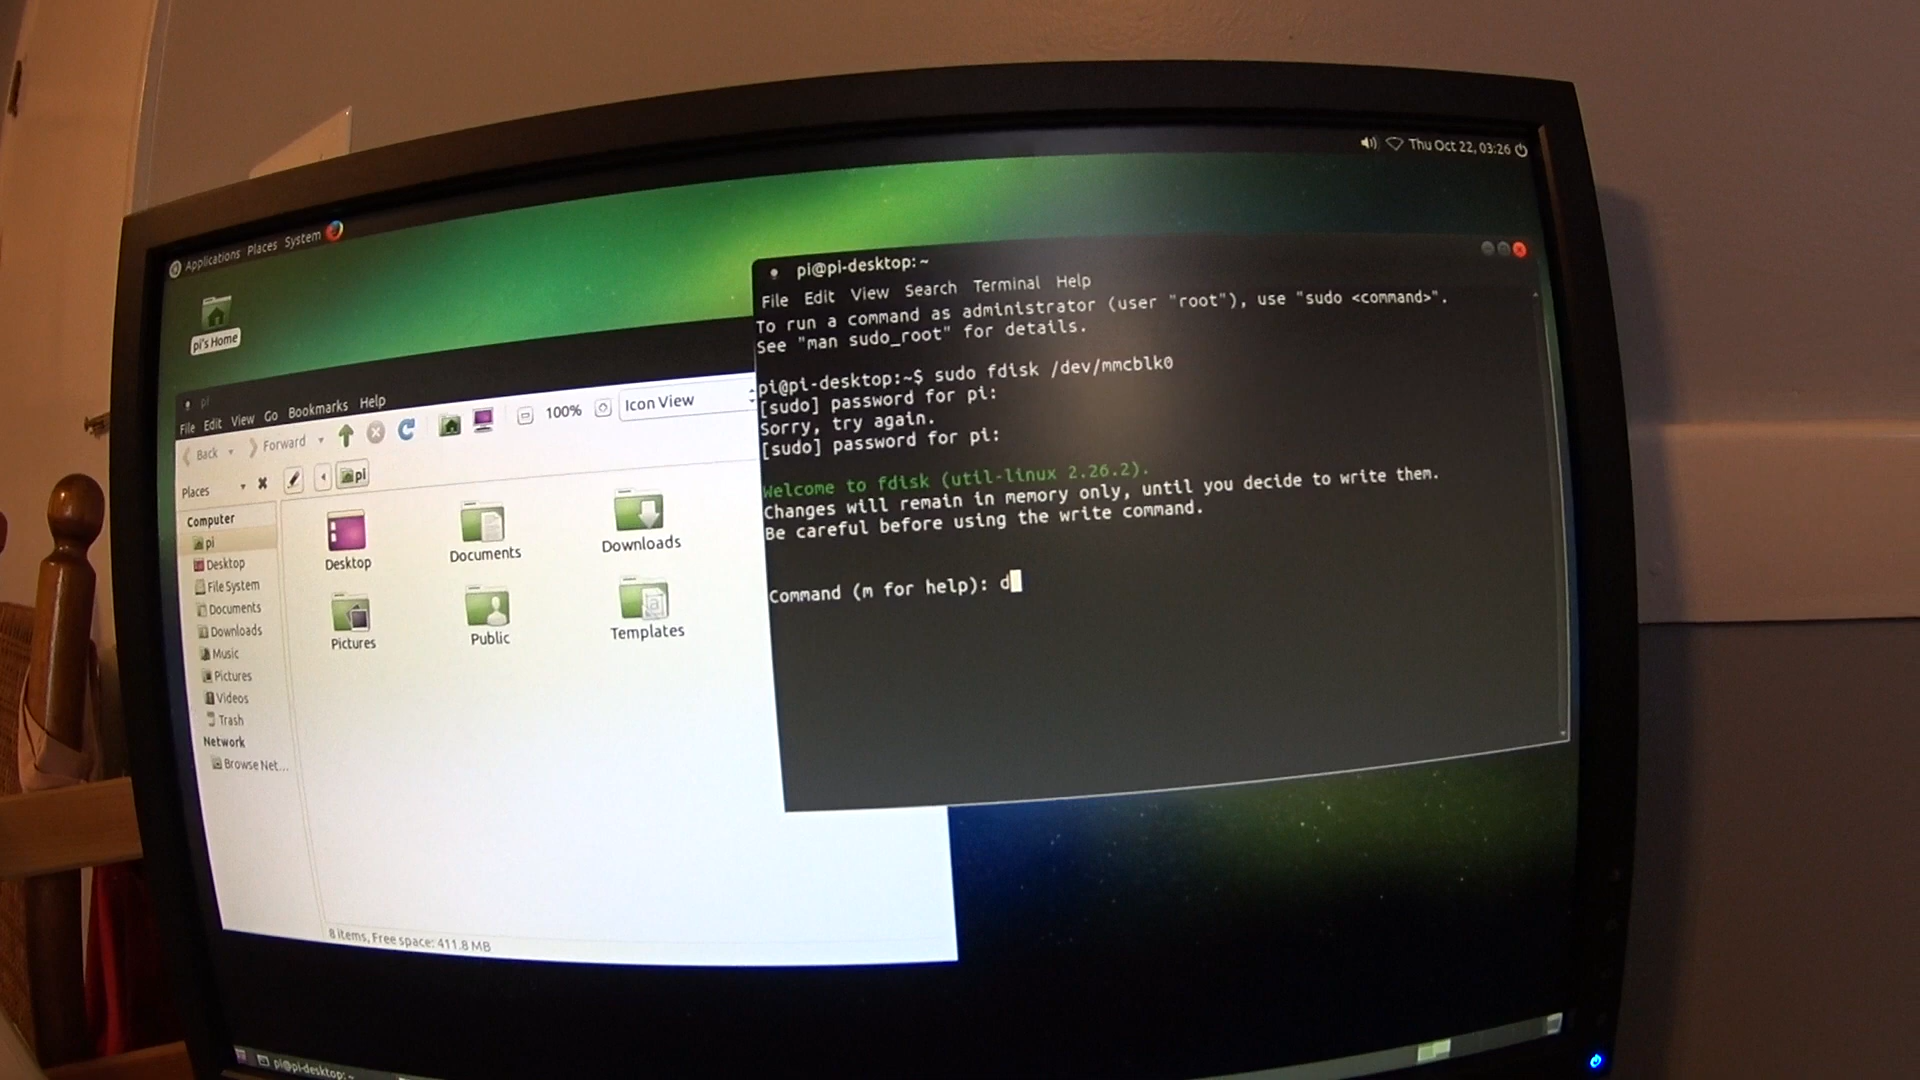 Thu Oct 22, 03:26
Applications Places System
pi's Home
pi
File Edit View Go Bookmarks Help
Back Forward 100% Icon View
Places pi
Computer
pi
Desktop
File System
Documents
Downloads
Music
Pictures
Videos
Trash
Network
Browse Net...
Desktop
Documents
Downloads
Pictures
Public
Templates
8 items, Free space: 411.8 MB
pi@pi-desktop: ~
File Edit View Search Terminal Help
To run a command as administrator (user "root"), use "sudo <command>".
See "man sudo_root" for details.
pi@pi-desktop:~$ sudo fdisk /dev/mmcblk0
[sudo] password for pi:
Sorry, try again.
[sudo] password for pi:
Welcome to fdisk (util-linux 2.26.2).
Changes will remain in memory only, until you decide to write them.
Be careful before using the write command.
Command (m for help): d
pi@pi-desktop: ~